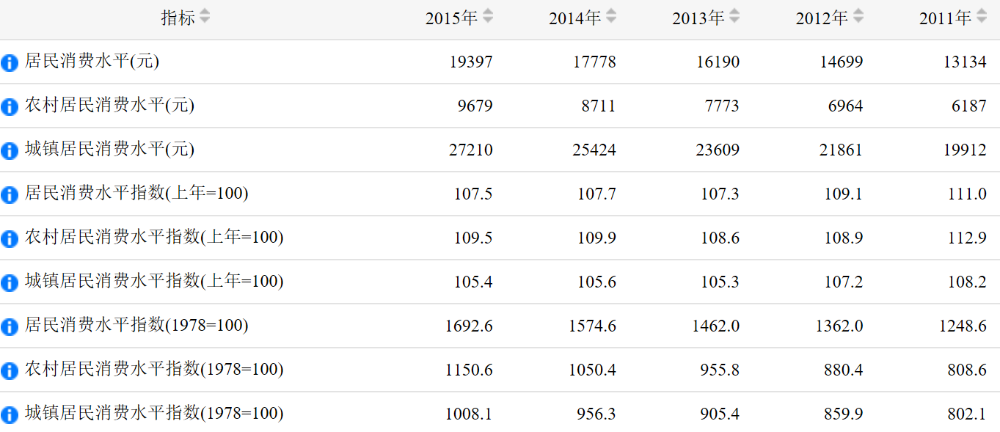 指标 2015年 2014年 2013年 2012年 2011年
居民消费水平(元) 19397 17778 16190 14699 13134
农村居民消费水平(元) 9679 8711 7773 6964 6187
城镇居民消费水平(元) 27210 25424 23609 21861 19912
居民消费水平指数(上年=100) 107.5 107.7 107.3 109.1 111.0
农村居民消费水平指数(上年=100) 109.5 109.9 108.6 108.9 112.9
城镇居民消费水平指数(上年=100) 105.4 105.6 105.3 107.2 108.2
居民消费水平指数(1978=100) 1692.6 1574.6 1462.0 1362.0 1248.6
农村居民消费水平指数(1978=100) 1150.6 1050.4 955.8 880.4 808.6
城镇居民消费水平指数(1978=100) 1008.1 956.3 905.4 859.9 802.1